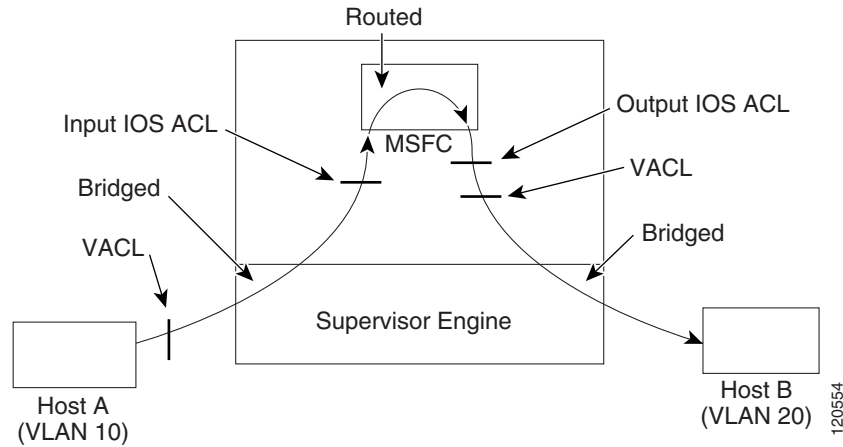 Routed
Input IOS ACL
Output IOS ACL
MSFC
VACL
Bridged
Bridged
VACL
Supervisor Engine
Host A
(VLAN 10)
Host B
(VLAN 20)
120554